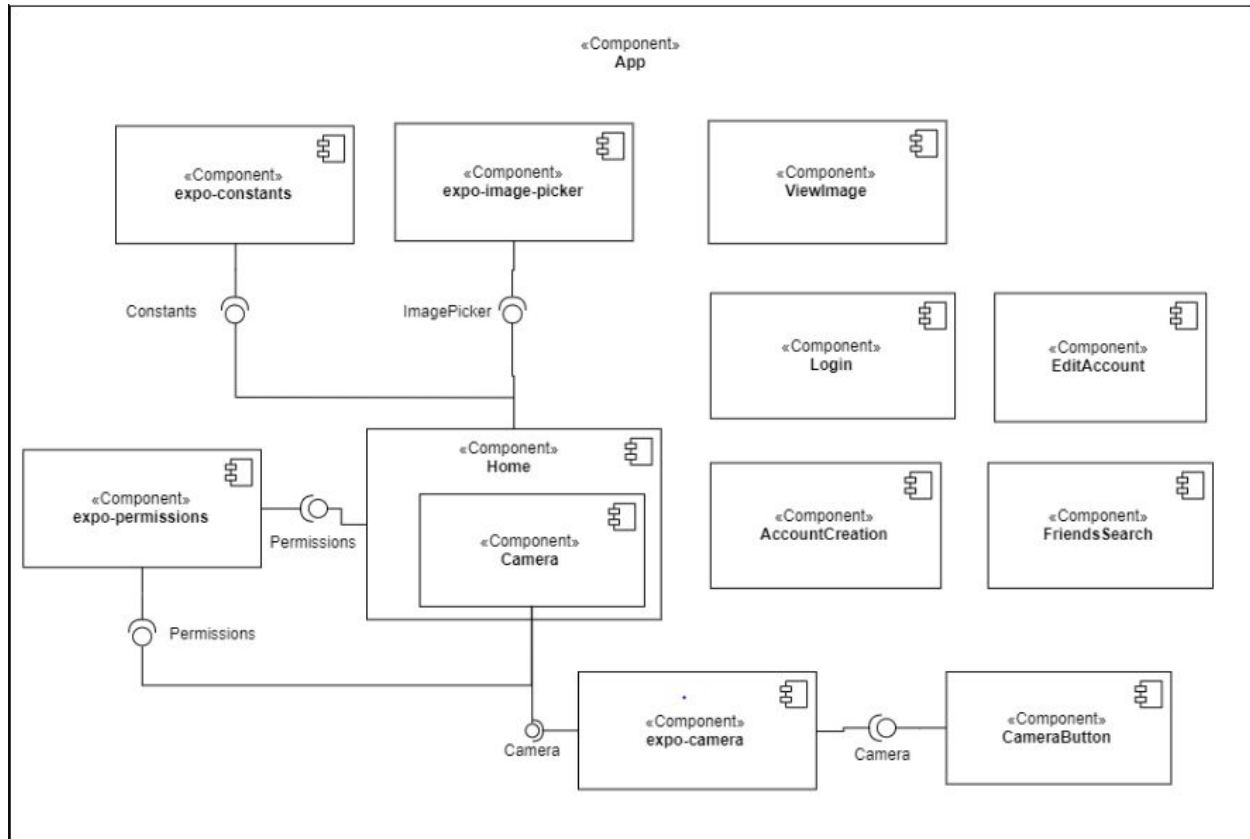 «Component»
App
«Component»
expo-constants
«Component»
expo-image-picker
«Component»
ViewImage
Constants
ImagePicker
«Component»
Login
«Component»
EditAccount
«Component»
Home
«Component»
expo-permissions
Permissions
«Component»
Camera
«Component»
AccountCreation
«Component»
FriendsSearch
Permissions
Camera
«Component»
expo-camera
Camera
«Component»
CameraButton